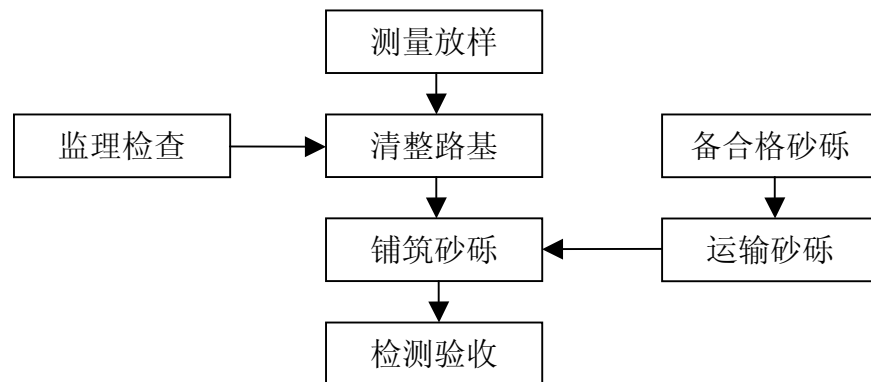 测量放样
监理检查
清整路基
备合格砂砾
铺筑砂砾
运输砂砾
检测验收